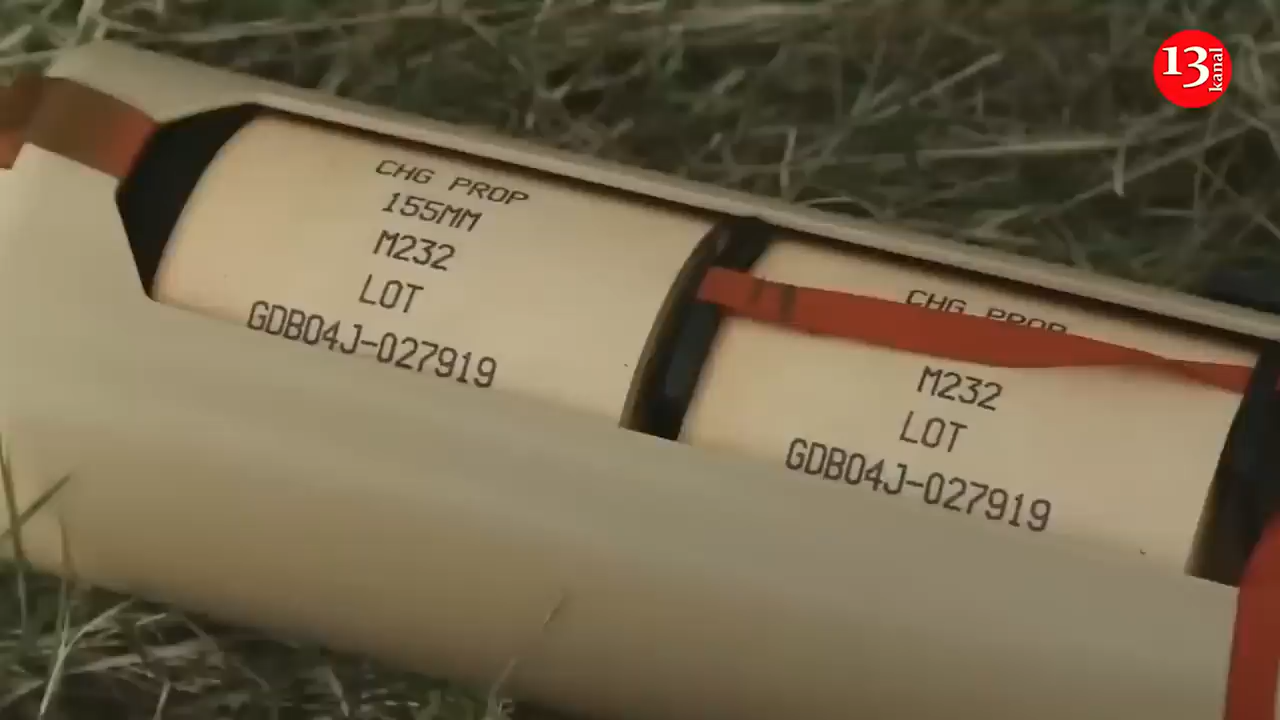 CHG PROP
155MM
M232
LOT
GDB04J-027919
CHG PROP
M232
LOT
GDB04J-027919
13
kanal